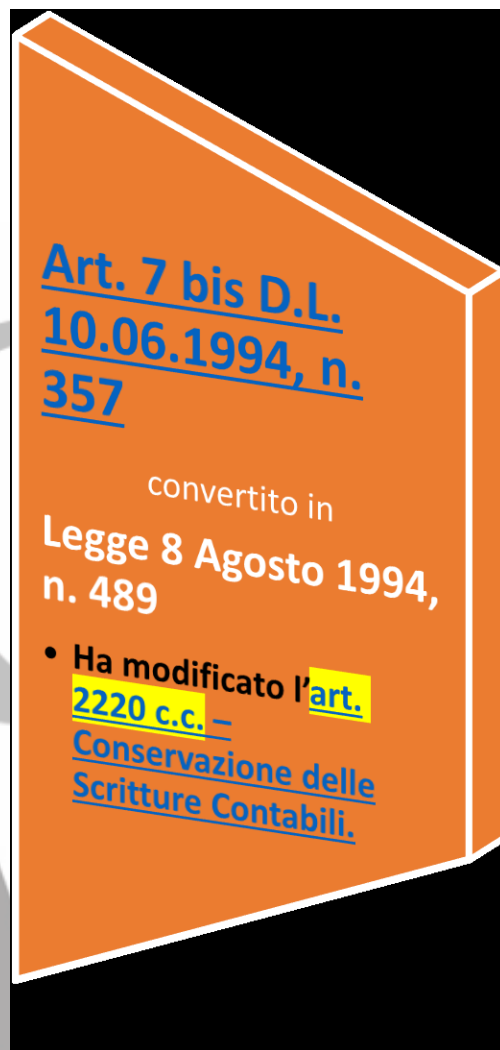 Art. 7 bis D.L.
10.06.1994, n.
357
convertito in
Legge 8 Agosto 1994,
n. 489
• Ha modificato l'art.
2220 c.c. –
Conservazione delle
Scritture Contabili.